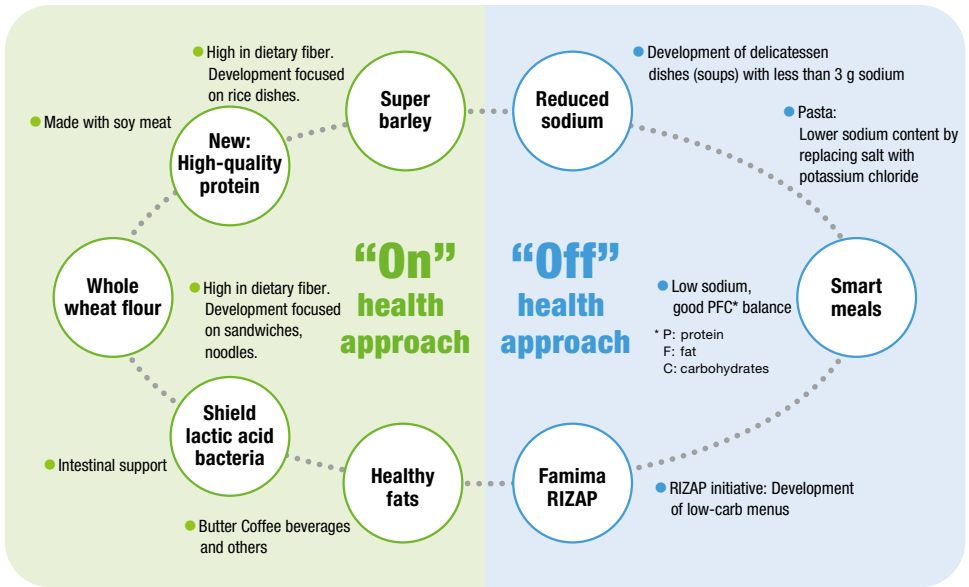 ● High in dietary fiber.
Development focused
on rice dishes.
Super
barley
● Made with soy meat
New:
High-quality
protein
Whole
wheat flour
● High in dietary fiber.
Development focused
on sandwiches,
noodles.
Shield
lactic acid
bacteria
● Intestinal support
Healthy
fats
● Butter Coffee beverages
and others
“On”
health
approach
“Off”
health
approach
Reduced
sodium
● Development of delicatessen
dishes (soups) with less than 3 g sodium
● Pasta:
Lower sodium content by
replacing salt with
potassium chloride
Smart
meals
● Low sodium,
good PFC* balance
* P: protein
F: fat
C: carbohydrates
Famima
RIZAP
● RIZAP initiative: Development
of low-carb menus